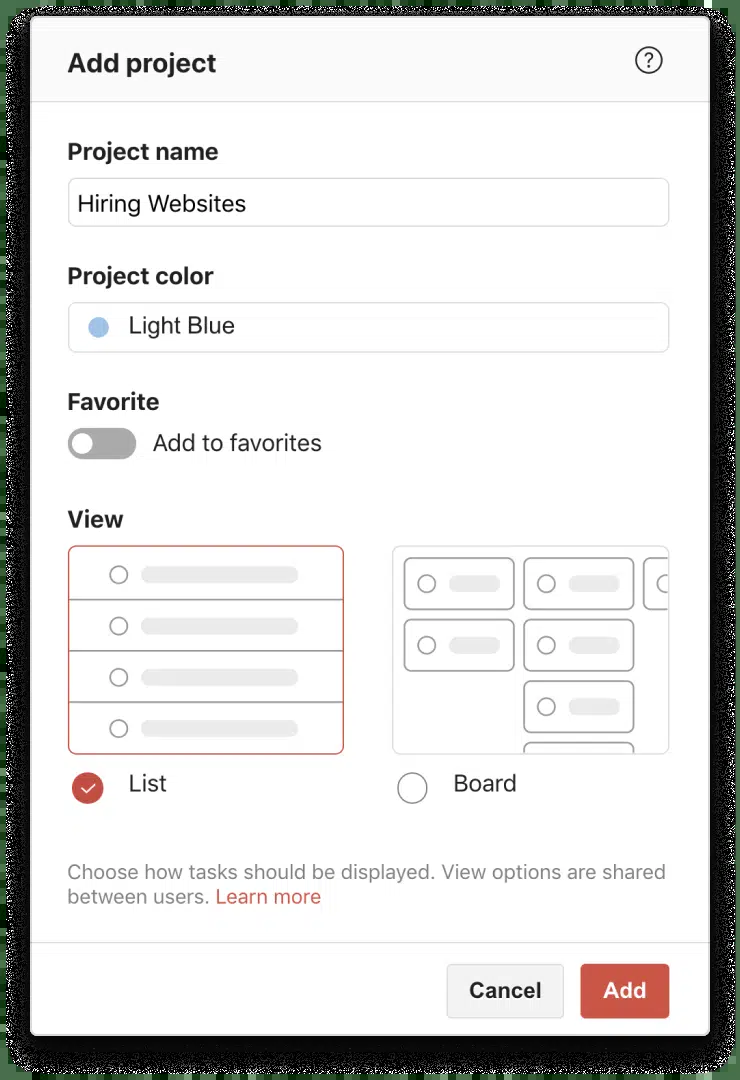 Add project
?
Project name
Hiring Websites
Project color
Light Blue
Favorite
Add to favorites
View
List
Board
Choose how tasks should be displayed. View options are shared
between users. Learn more
Cancel
Add